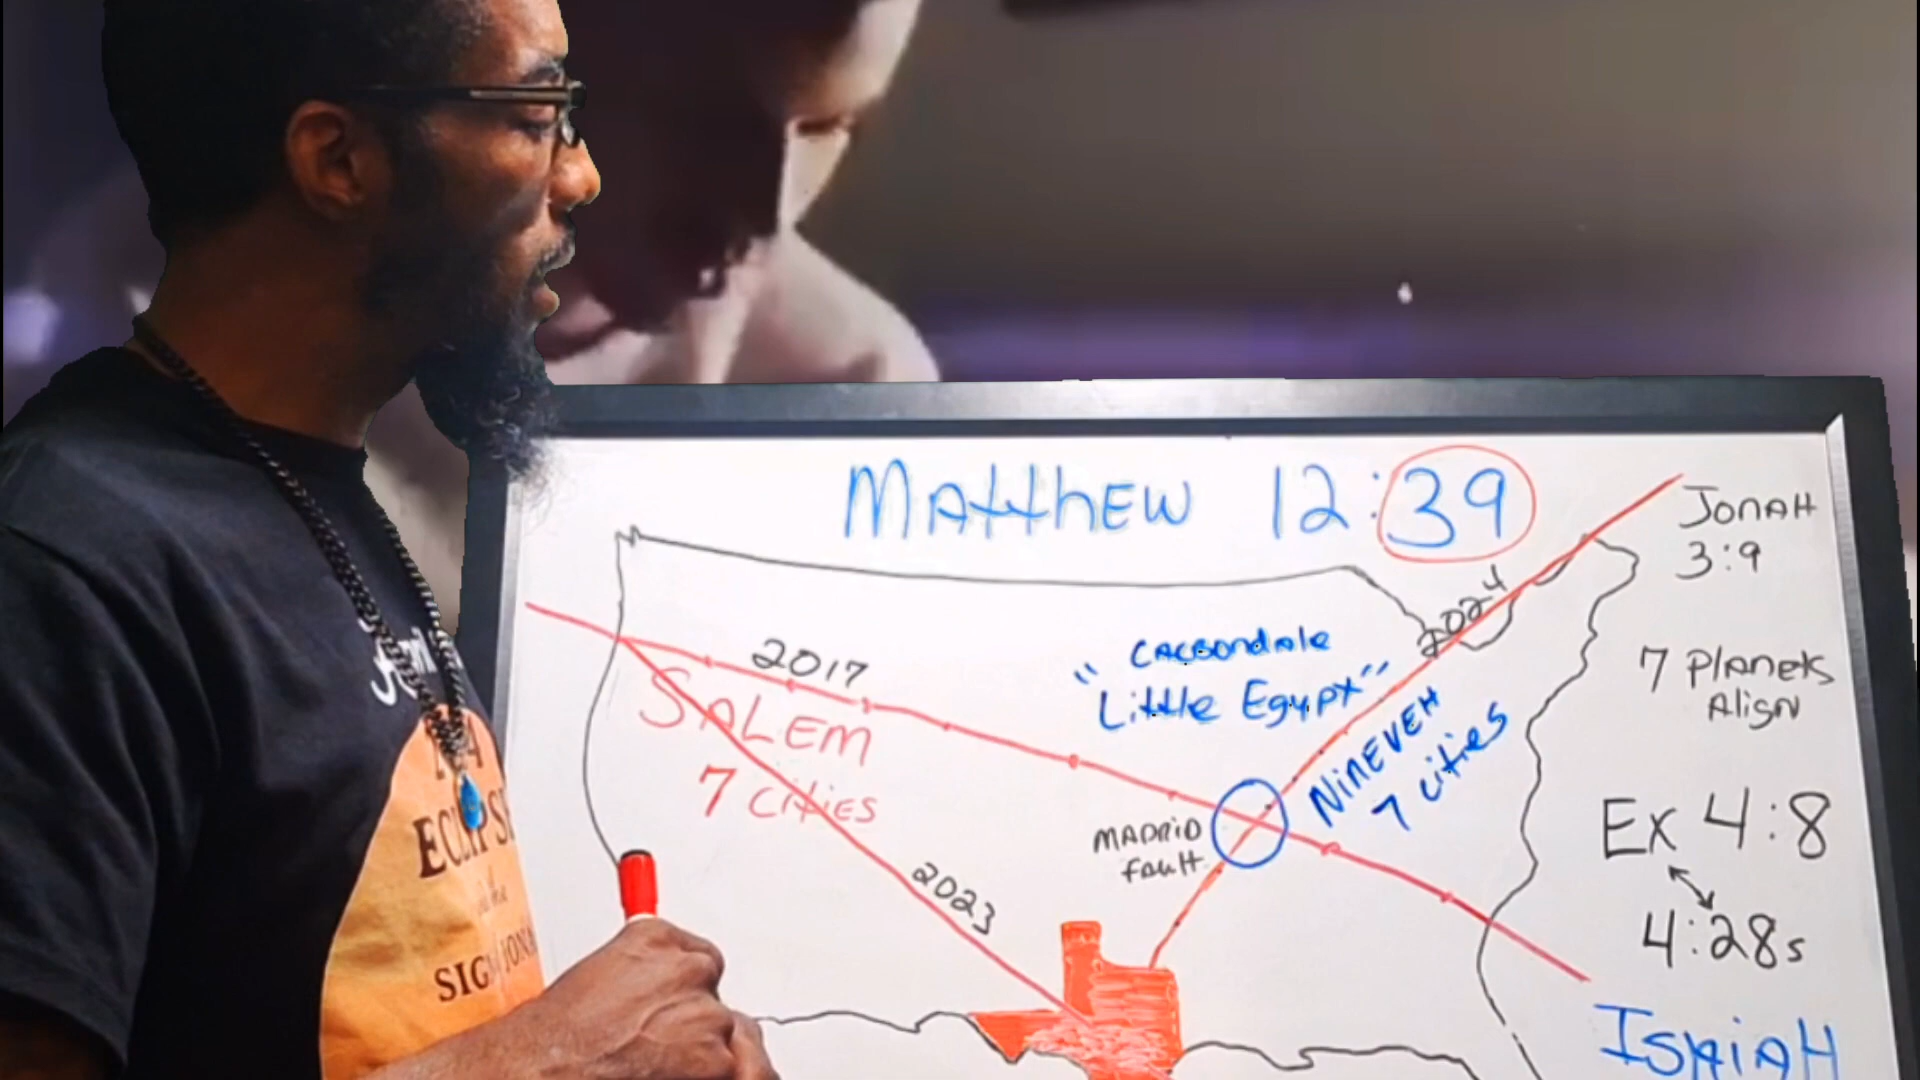 Matthew 12:39
Jonah
3:9
2024
2017
"Carbondale
Little Egypt"
Salem
7 cities
Nineveh
7 cities
7 Planets
Align
Madrid
fault
Ex 4:8
4:28s
2023
Isaiah
Eclipse